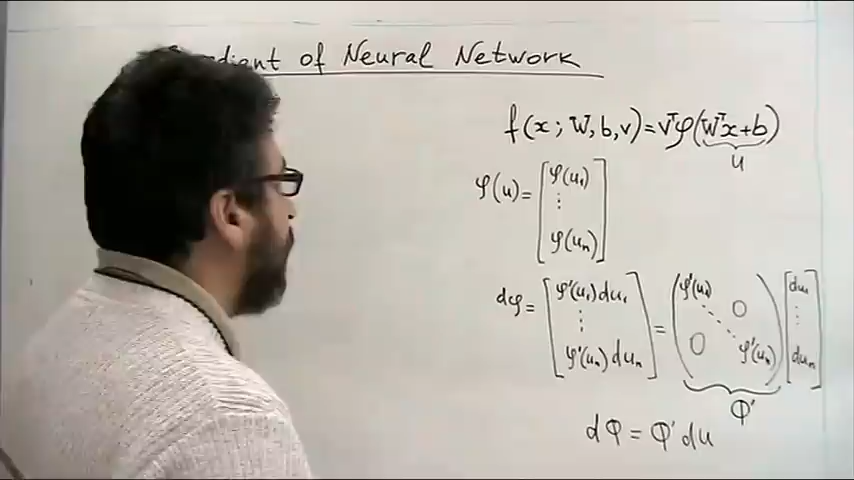 of Neural Network
f(x; W, b, v) = vᵀφ(Wᵀx + b)
u
φ(u) = [φ(u₁) ⋮ φ(uₙ)]
dφ = [φ'(u₁)du₁ ⋮ φ'(uₙ)duₙ] = (φ'(u₁) 0 ⋱ 0 φ'(uₙ)) [du₁ ⋮ duₙ]
Φ'
dΦ = Φ' du